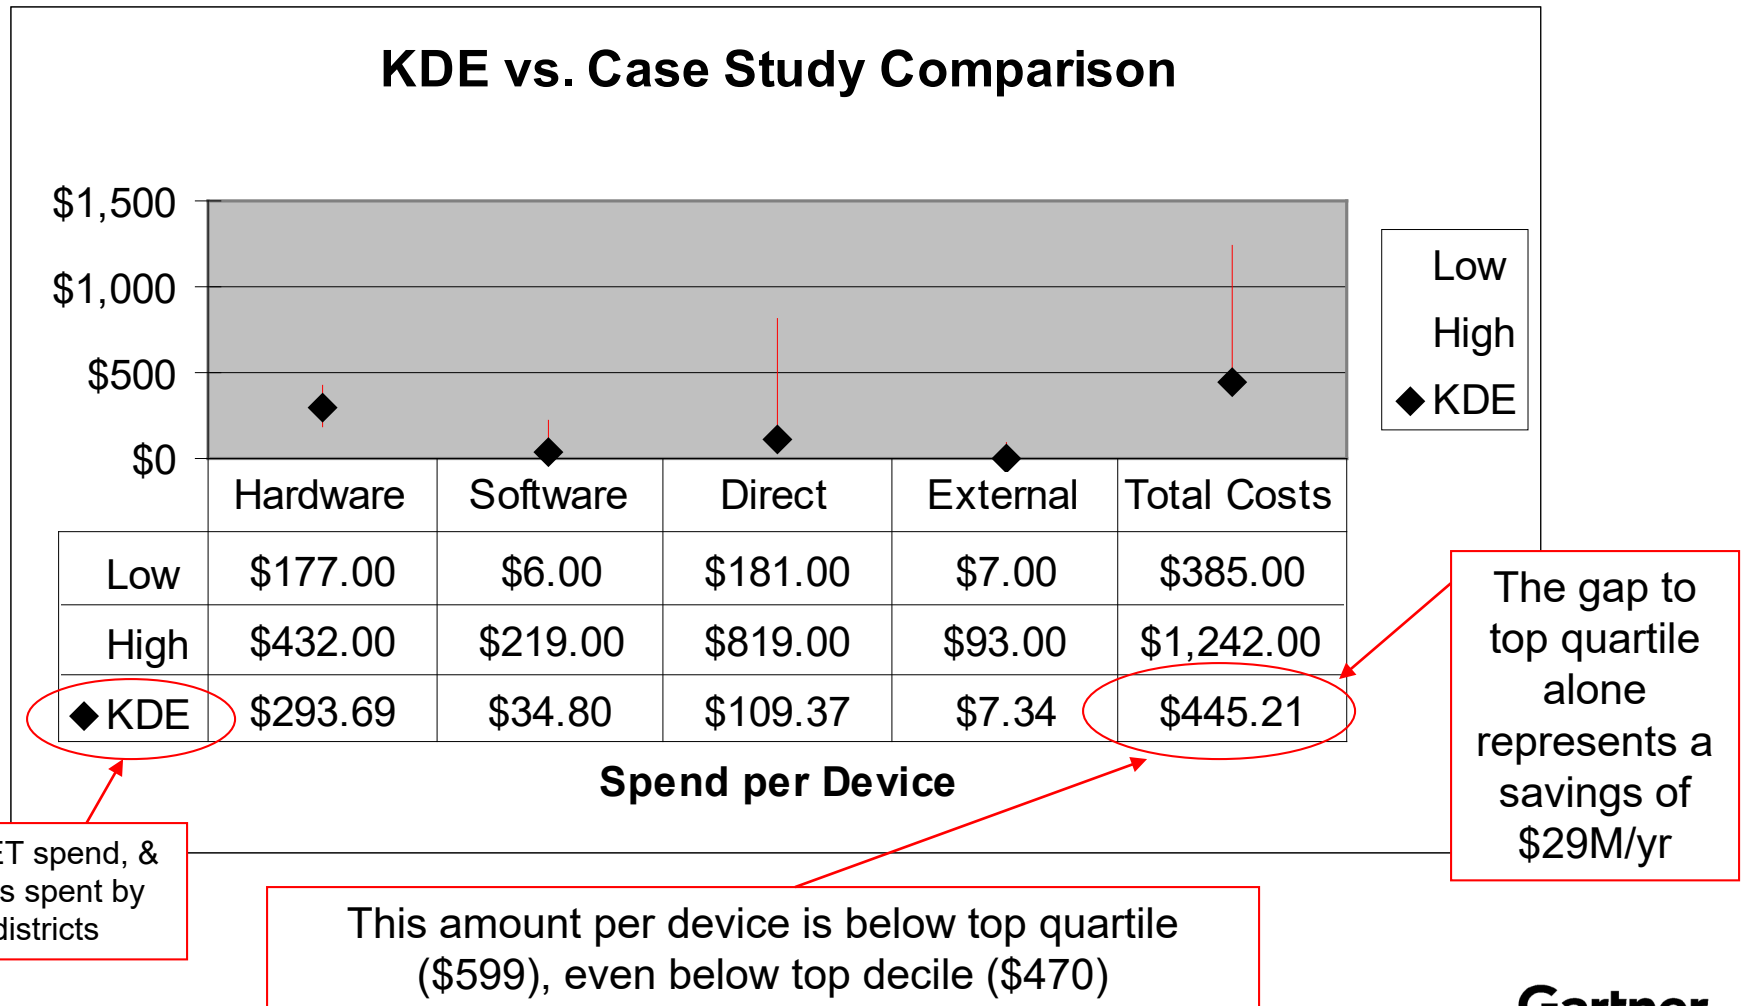 KDE vs. Case Study Comparison
$1,500
$1,000
$500
$0
Low
High
KDE
Hardware Software Direct External Total Costs
Low $177.00 $6.00 $181.00 $7.00 $385.00
High $432.00 $219.00 $819.00 $93.00 $1,242.00
KDE $293.69 $34.80 $109.37 $7.34 $445.21
Spend per Device
The gap to
top quartile
alone
represents a
savings of
$29M/yr
spend, &
spent by
districts
This amount per device is below top quartile
($599), even below top decile ($470)
Gartner